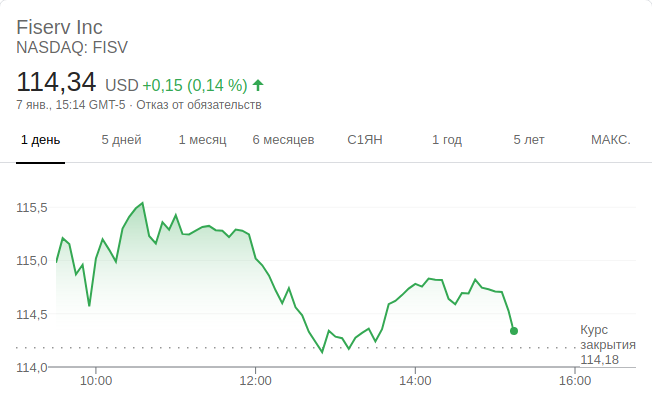 Fiserv Inc
NASDAQ: FISV
114,34 USD +0,15 (0,14 %)
7 янв., 15:14 GMT-5 · Отказ от обязательств
1 день 5 дней 1 месяц 6 месяцев С1ЯН 1 год 5 лет МАКС.
115,5
115,0
114,5
Курс
закрытия
114,18
114,0
10:00 12:00 14:00 16:00